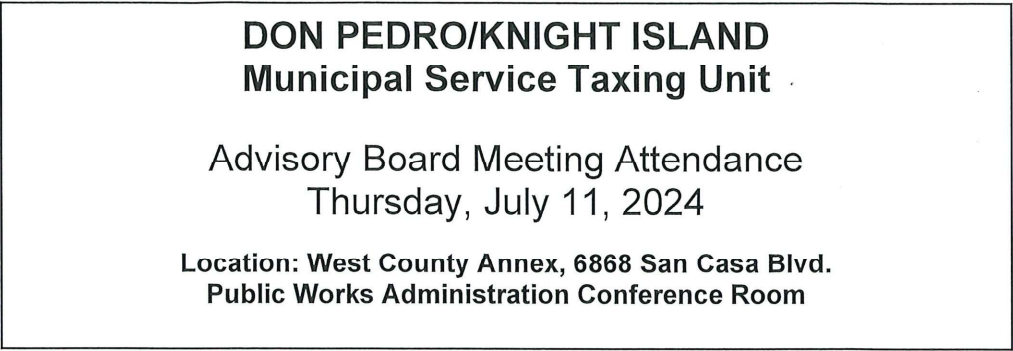 DON PEDRO/KNIGHT ISLAND
Municipal Service Taxing Unit
Advisory Board Meeting Attendance
Thursday, July 11, 2024
Location: West County Annex, 6868 San Casa Blvd.
Public Works Administration Conference Room